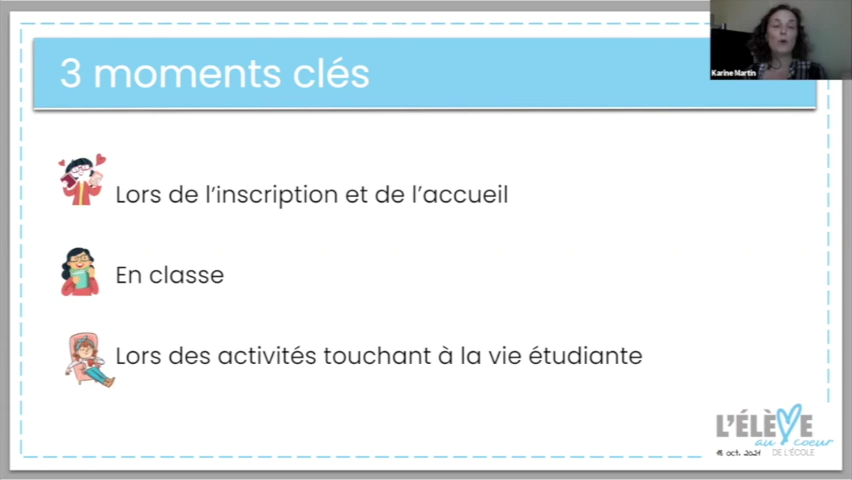 3 moments clés
Karine Martin
Lors de l'inscription et de l'accueil
En classe
Lors des activités touchant à la vie étudiante
L'ÉLÈVE
au coeur
DE L'ÉCOLE
oct. 2021